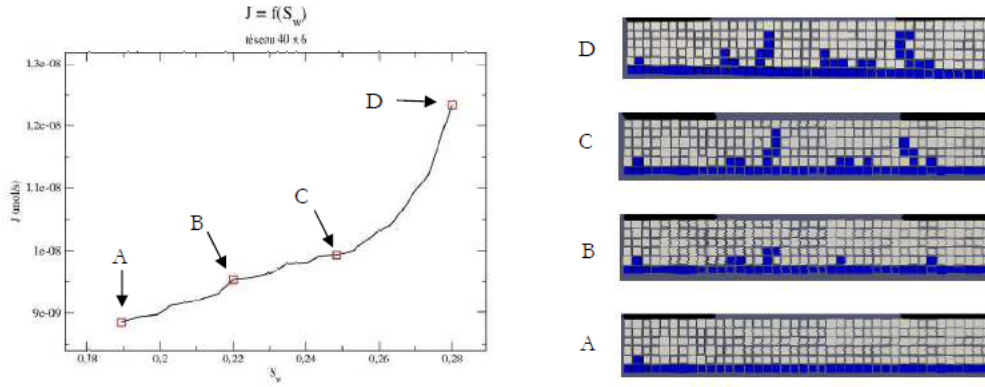 J = f(S_w)
réseau 40 x 6
1,3e-08
1,2e-08
1,1e-08
1e-08
9e-09
J (mol/s)
0,18
0,2
0,22
0,24
0,26
0,28
S_w
A
B
C
D
D
C
B
A